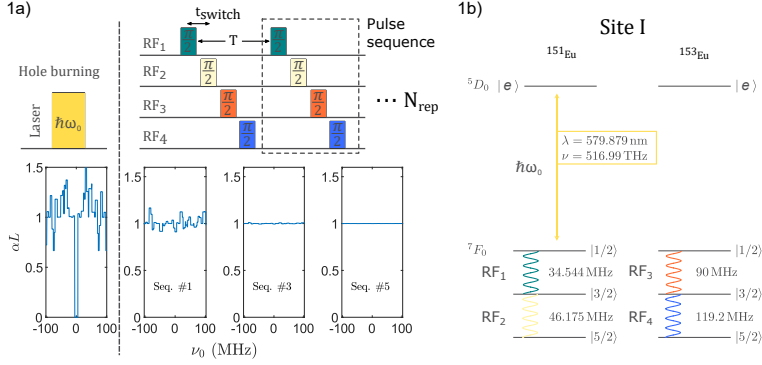 1a)
t_switch
T
Pulse sequence
RF₁
π/2
π/2
RF₂
π/2
π/2
RF₃
π/2
π/2
RF₄
π/2
π/2
··· N_rep
Hole burning
Laser
ħω₀
αL
1.5
1
0.5
0
-100 0 100
1.5
1
0.5
0
Seq. #1
-100 0 100
1.5
1
0.5
0
Seq. #3
-100 0 100
1.5
1
0.5
0
Seq. #5
-100 0 100
ν₀ (MHz)
1b)
Site I
¹⁵¹Eu
¹⁵³Eu
⁵D₀ |e⟩
|e⟩
λ = 579.879 nm
ν = 516.99 THz
ħω₀
⁷F₀
|1/2⟩
|1/2⟩
RF₁
34.544 MHz
RF₃
90 MHz
|3/2⟩
|3/2⟩
RF₂
46.175 MHz
RF₄
119.2 MHz
|5/2⟩
|5/2⟩